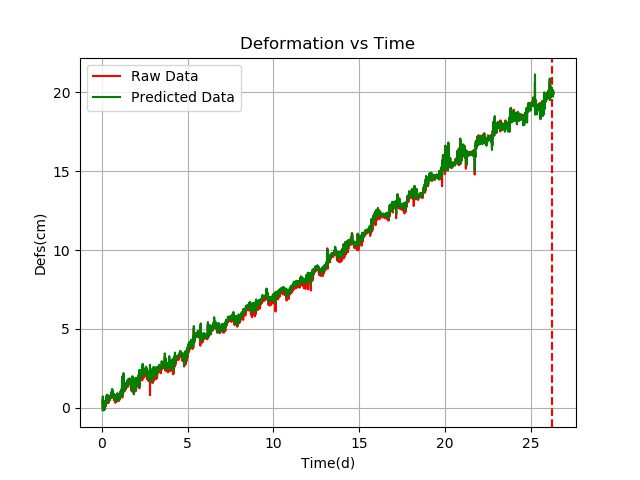 Deformation vs Time
Raw Data
Predicted Data
Defs(cm)
20
15
10
5
0
0 5 10 15 20 25
Time(d)